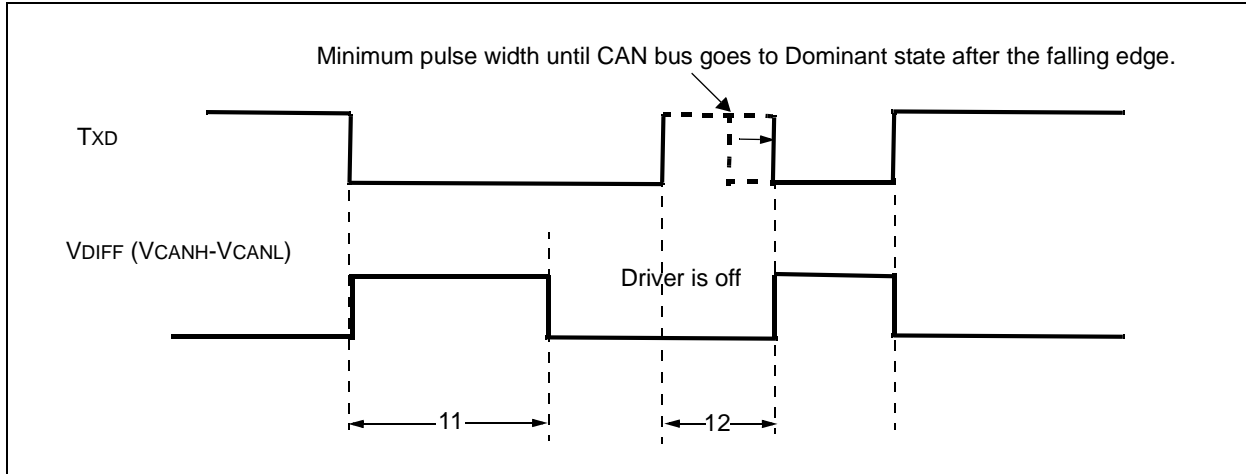 Minimum pulse width until CAN bus goes to Dominant state after the falling edge.
TXD
VDIFF (VCANH-VCANL)
Driver is off
11
12